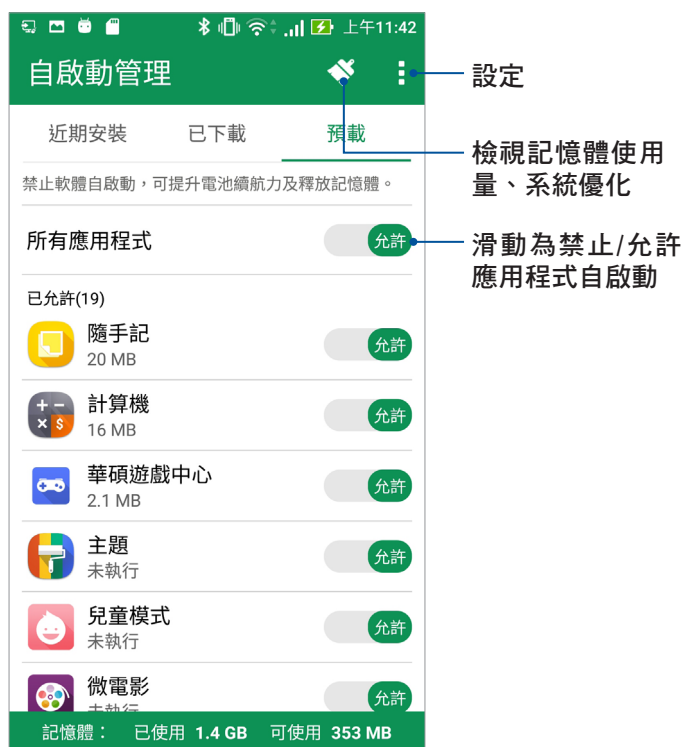 上午11:42
自啟動管理
設定
近期安裝 已下載 預載
檢視記憶體使用
量、系統優化
禁止軟體自啟動，可提升電池續航力及釋放記憶體。
所有應用程式 允許
滑動為禁止/允許
應用程式自啟動
已允許(19)
隨手記
20 MB
允許
計算機
16 MB
允許
華碩遊戲中心
2.1 MB
允許
主題
未執行
允許
兒童模式
未執行
允許
微電影
未執行
允許
記憶體： 已使用 1.4 GB 可使用 353 MB